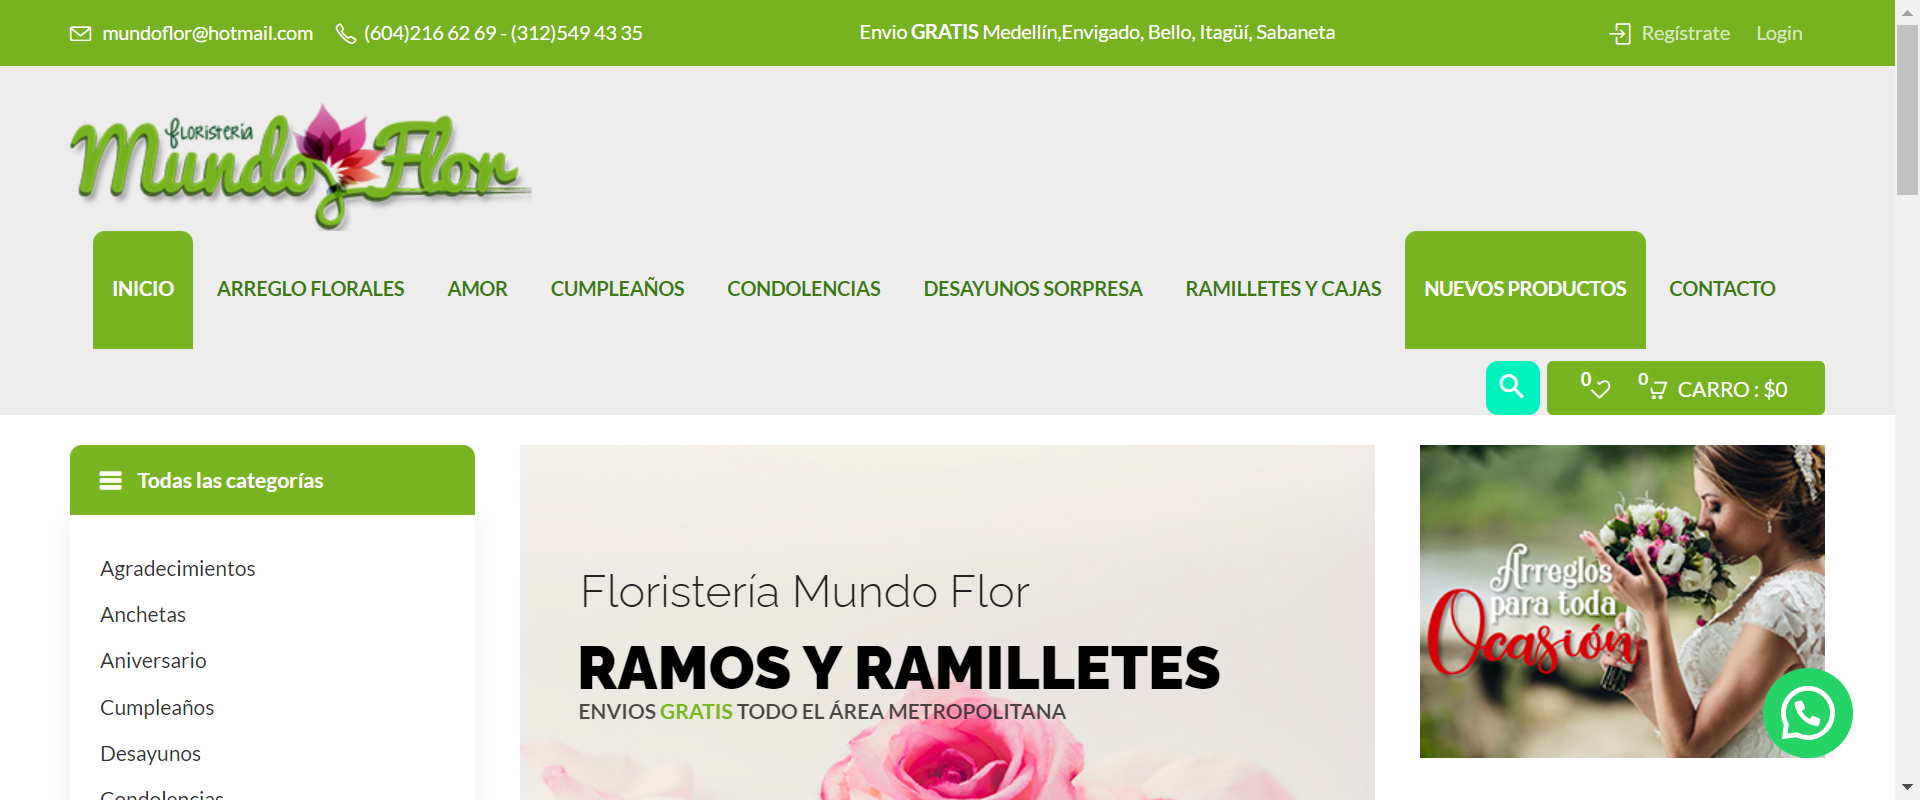 mundoflor@hotmail.com (604)216 62 69 - (312)549 43 35 Envio GRATIS Medellín,Envigado, Bello, Itagüí, Sabaneta Regístrate Login
floristería
Mundo Flor
INICIO ARREGLO FLORALES AMOR CUMPLEAÑOS CONDOLENCIAS DESAYUNOS SORPRESA RAMILLETES Y CAJAS NUEVOS PRODUCTOS CONTACTO
0 0 CARRO : $0
Todas las categorías
Agradecimientos
Anchetas
Aniversario
Cumpleaños
Desayunos
Condolencias
Floristería Mundo Flor
RAMOS Y RAMILLETES
ENVIOS GRATIS TODO EL ÁREA METROPOLITANA
Arreglos
para toda
Ocasión